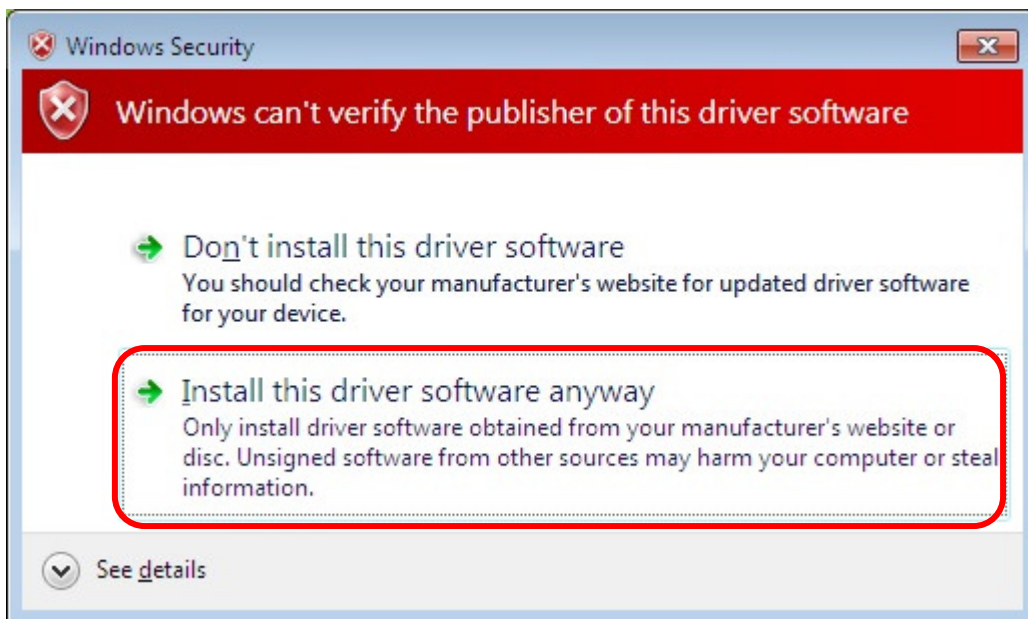 Windows Security
Windows can't verify the publisher of this driver software
Don't install this driver software
You should check your manufacturer's website for updated driver software
for your device.
Install this driver software anyway
Only install driver software obtained from your manufacturer's website or
disc. Unsigned software from other sources may harm your computer or steal
information.
See details